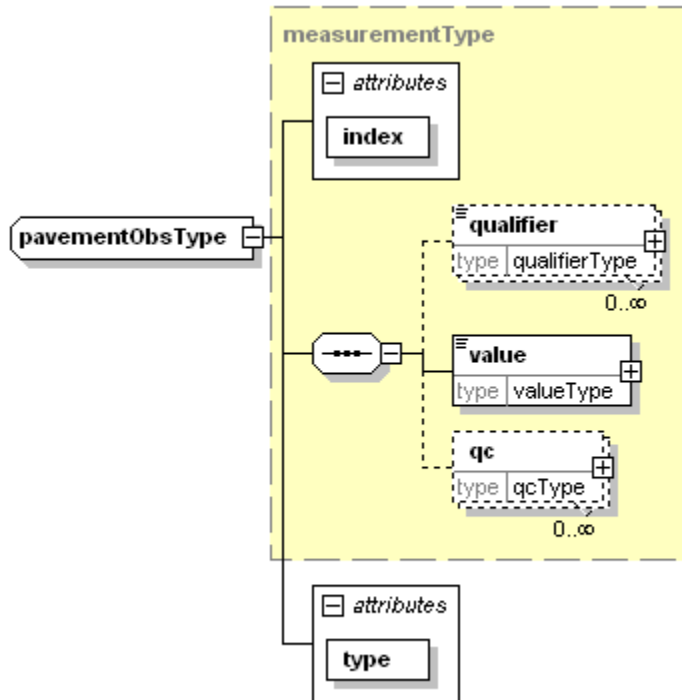 measurementType
attributes
index
pavementObsType
qualifier
type qualifierType
0..∞
value
type valueType
qc
type qcType
0..∞
attributes
type